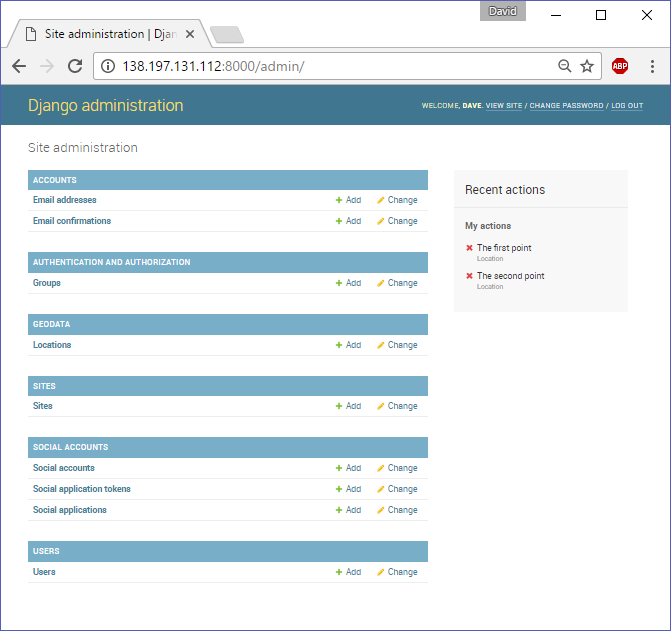 David
Site administration | Djan
138.197.131.112:8000/admin/
ABP
Django administration
WELCOME, DAVE. VIEW SITE / CHANGE PASSWORD / LOG OUT
Site administration
ACCOUNTS
Email addresses Add Change
Email confirmations Add Change
AUTHENTICATION AND AUTHORIZATION
Groups Add Change
GEODATA
Locations Add Change
SITES
Sites Add Change
SOCIAL ACCOUNTS
Social accounts Add Change
Social application tokens Add Change
Social applications Add Change
USERS
Users Add Change
Recent actions
My actions
The first point
Location
The second point
Location